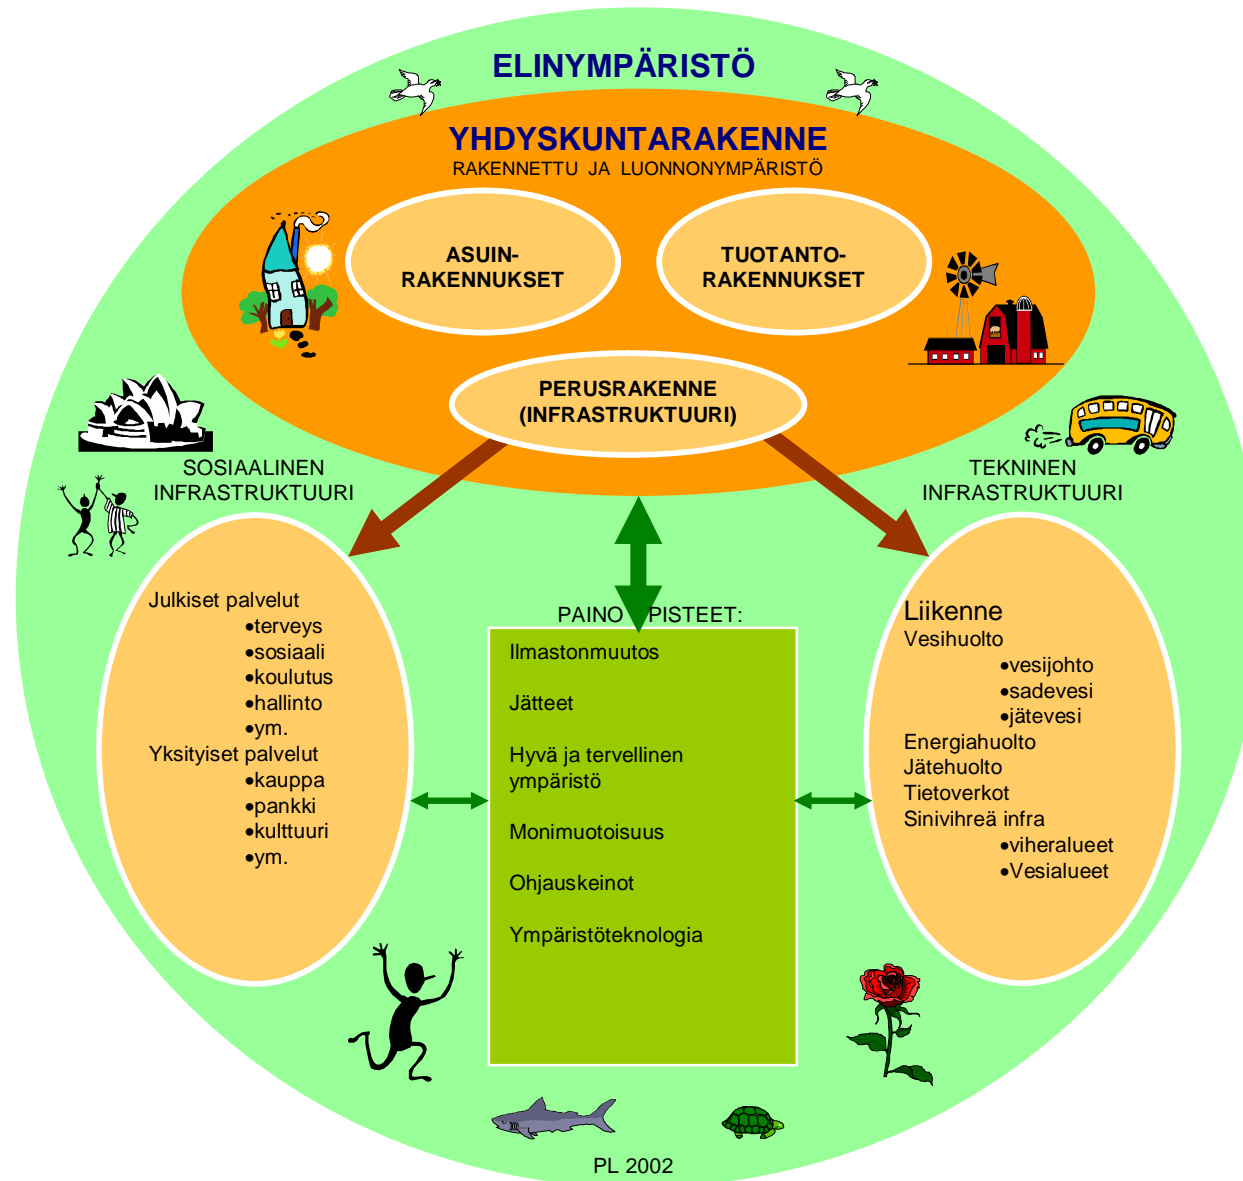 ELINYMPÄRISTÖ
YHDYSKUNTARAKENNE
RAKENNETTU JA LUONNONYMPÄRISTÖ
ASUIN-
RAKENNUKSET
TUOTANTO-
RAKENNUKSET
PERUSRAKENNE
(INFRASTRUKTUURI)
SOSIAALINEN
INFRASTRUKTUURI
TEKNINEN
INFRASTRUKTUURI
Julkiset palvelut
•terveys
•sosiaali
•koulutus
•hallinto
•ym.
Yksityiset palvelut
•kauppa
•pankki
•kulttuuri
•ym.
PAINO PISTEET:
Ilmastonmuutos
Jätteet
Hyvä ja tervellinen
ympäristö
Monimuotoisuus
Ohjauskeinot
Ympäristöteknologia
Liikenne
Vesihuolto
•vesijohto
•sadevesi
•jätevesi
Energiahuolto
Jätehuolto
Tietoverkot
Sinivihreä infra
•viheralueet
•Vesialueet
PL 2002